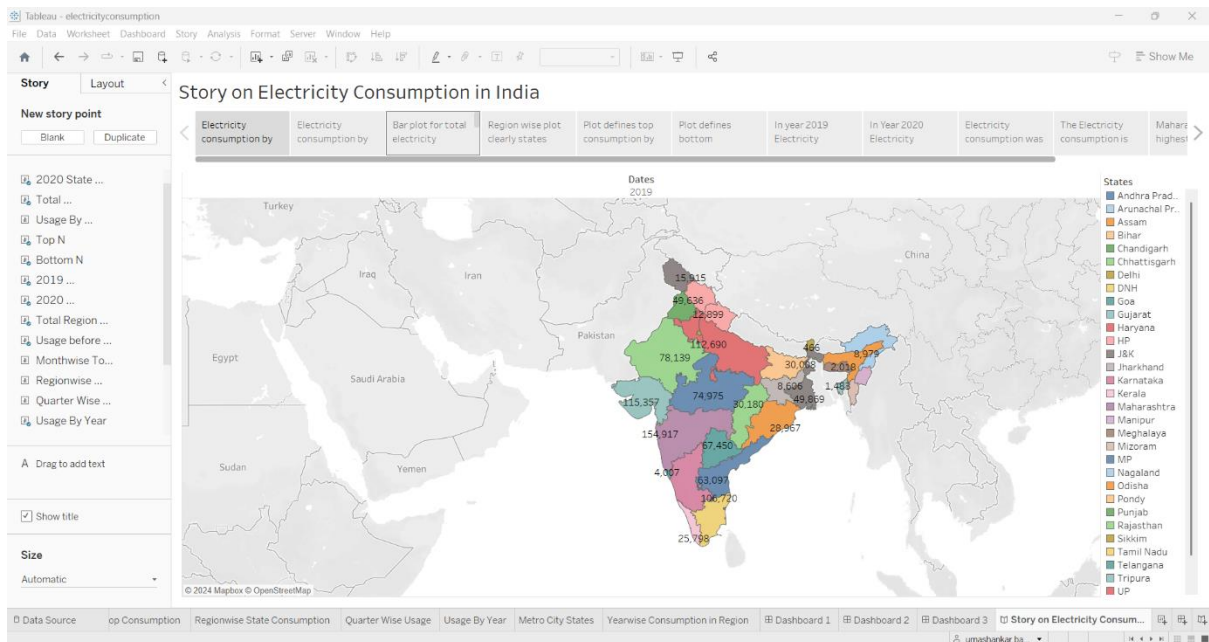 Tableau - electricityconsumption
File Data Worksheet Dashboard Story Analysis Format Server Window Help
Show Me
Story Layout
New story point
Blank Duplicate
2020 State ...
Total ...
Usage By ...
Top N
Bottom N
2019 ...
2020 ...
Total Region ...
Usage before ...
Monthwise To...
Regionwise ...
Quarter Wise ...
Usage By Year
A Drag to add text
Show title
Size
Automatic
Story on Electricity Consumption in India
Electricity consumption by
Electricity consumption by
Bar plot for total electricity
Region wise plot clearly states
Plot defines top consumption by
Plot defines bottom
In year 2019 Electricity
In Year 2020 Electricity
Electricity consumption was
The Electricity consumption is
Mahara highest
Dates
2019
Turkey
China
Iraq
Iran
Pakistan
Egypt
Saudi Arabia
Sudan
Yemen
15,915
49,636
12,899
112,690
466
8,979
78,139
30,008
2,018
8,606
1,483
115,357
74,975
30,180
49,869
28,967
154,917
67,450
4,007
63,097
106,720
25,798
© 2024 Mapbox © OpenStreetMap
States
Andhra Prad..
Arunachal Pr..
Assam
Bihar
Chandigarh
Chhattisgarh
Delhi
DNH
Goa
Gujarat
Haryana
HP
J&K
Jharkhand
Karnataka
Kerala
Maharashtra
Manipur
Meghalaya
Mizoram
MP
Nagaland
Odisha
Pondy
Punjab
Rajasthan
Sikkim
Tamil Nadu
Telangana
Tripura
UP
Data Source op Consumption Regionwise State Consumption Quarter Wise Usage Usage By Year Metro City States Yearwise Consumption in Region Dashboard 1 Dashboard 2 Dashboard 3 Story on Electricity Consum...
umashankar ba